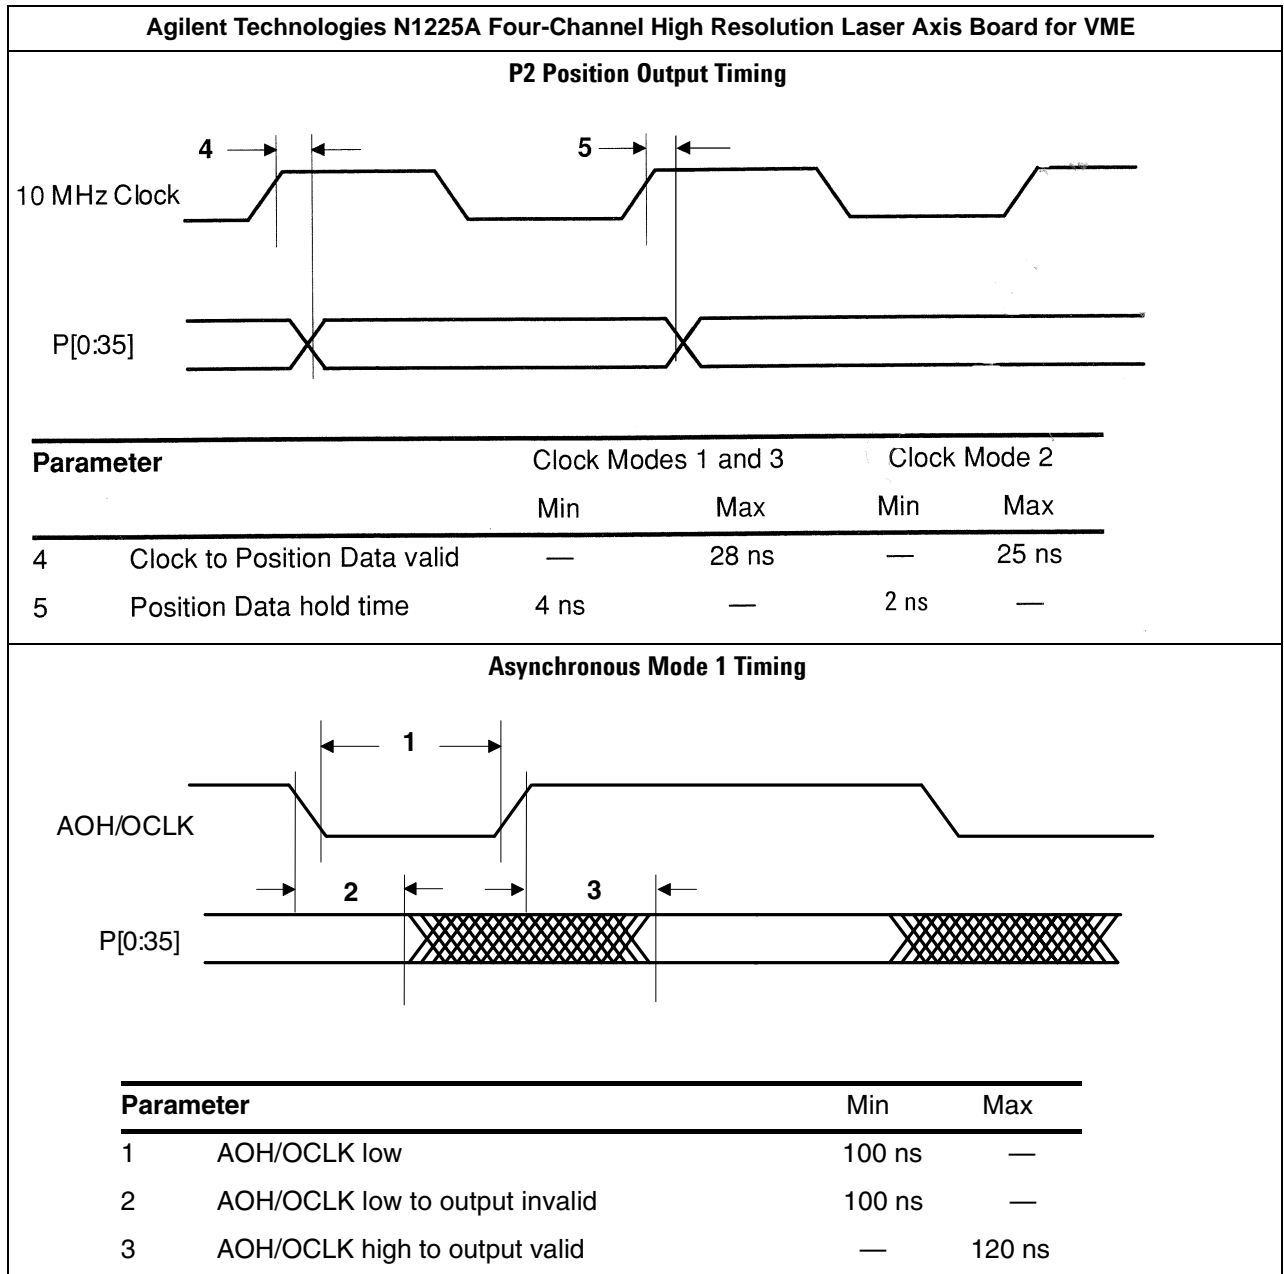 Agilent Technologies N1225A Four-Channel High Resolution Laser Axis Board for VME
P2 Position Output Timing
4 5
10 MHz Clock
P[0:35]
Parameter Clock Modes 1 and 3 Clock Mode 2
Min Max Min Max
4 Clock to Position Data valid — 28 ns — 25 ns
5 Position Data hold time 4 ns — 2 ns —
Asynchronous Mode 1 Timing
1
AOH/OCLK
2 3
P[0:35]
Parameter Min Max
1 AOH/OCLK low 100 ns —
2 AOH/OCLK low to output invalid 100 ns —
3 AOH/OCLK high to output valid — 120 ns